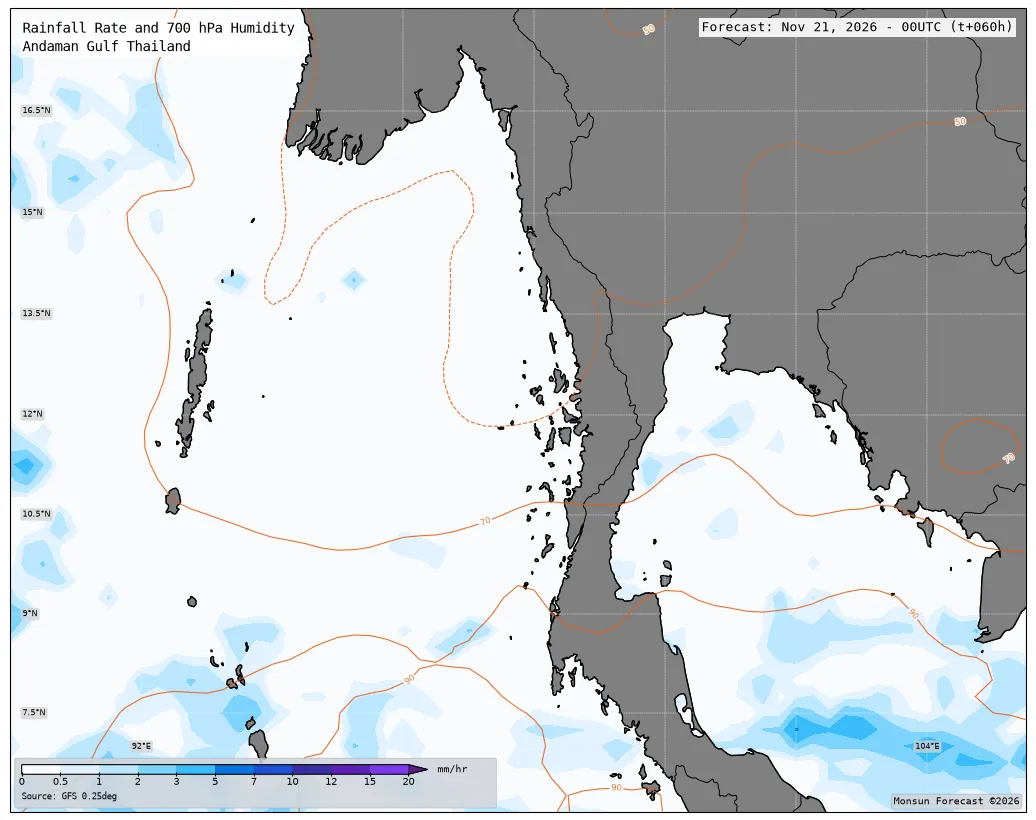 Rainfall Rate and 700 hPa Humidity
Andaman Gulf Thailand
Forecast: Nov 21, 2026 - 00UTC (t+060h)
50
16.5°N
50
15°N
13.5°N
12°N
70
10.5°N
70
9°N
90
90
7.5°N
92°E
104°E
0 0.5 1 2 3 5 7 10 12 15 20 mm/hr
90
Source: GFS 0.25deg
Monsun Forecast ©2026